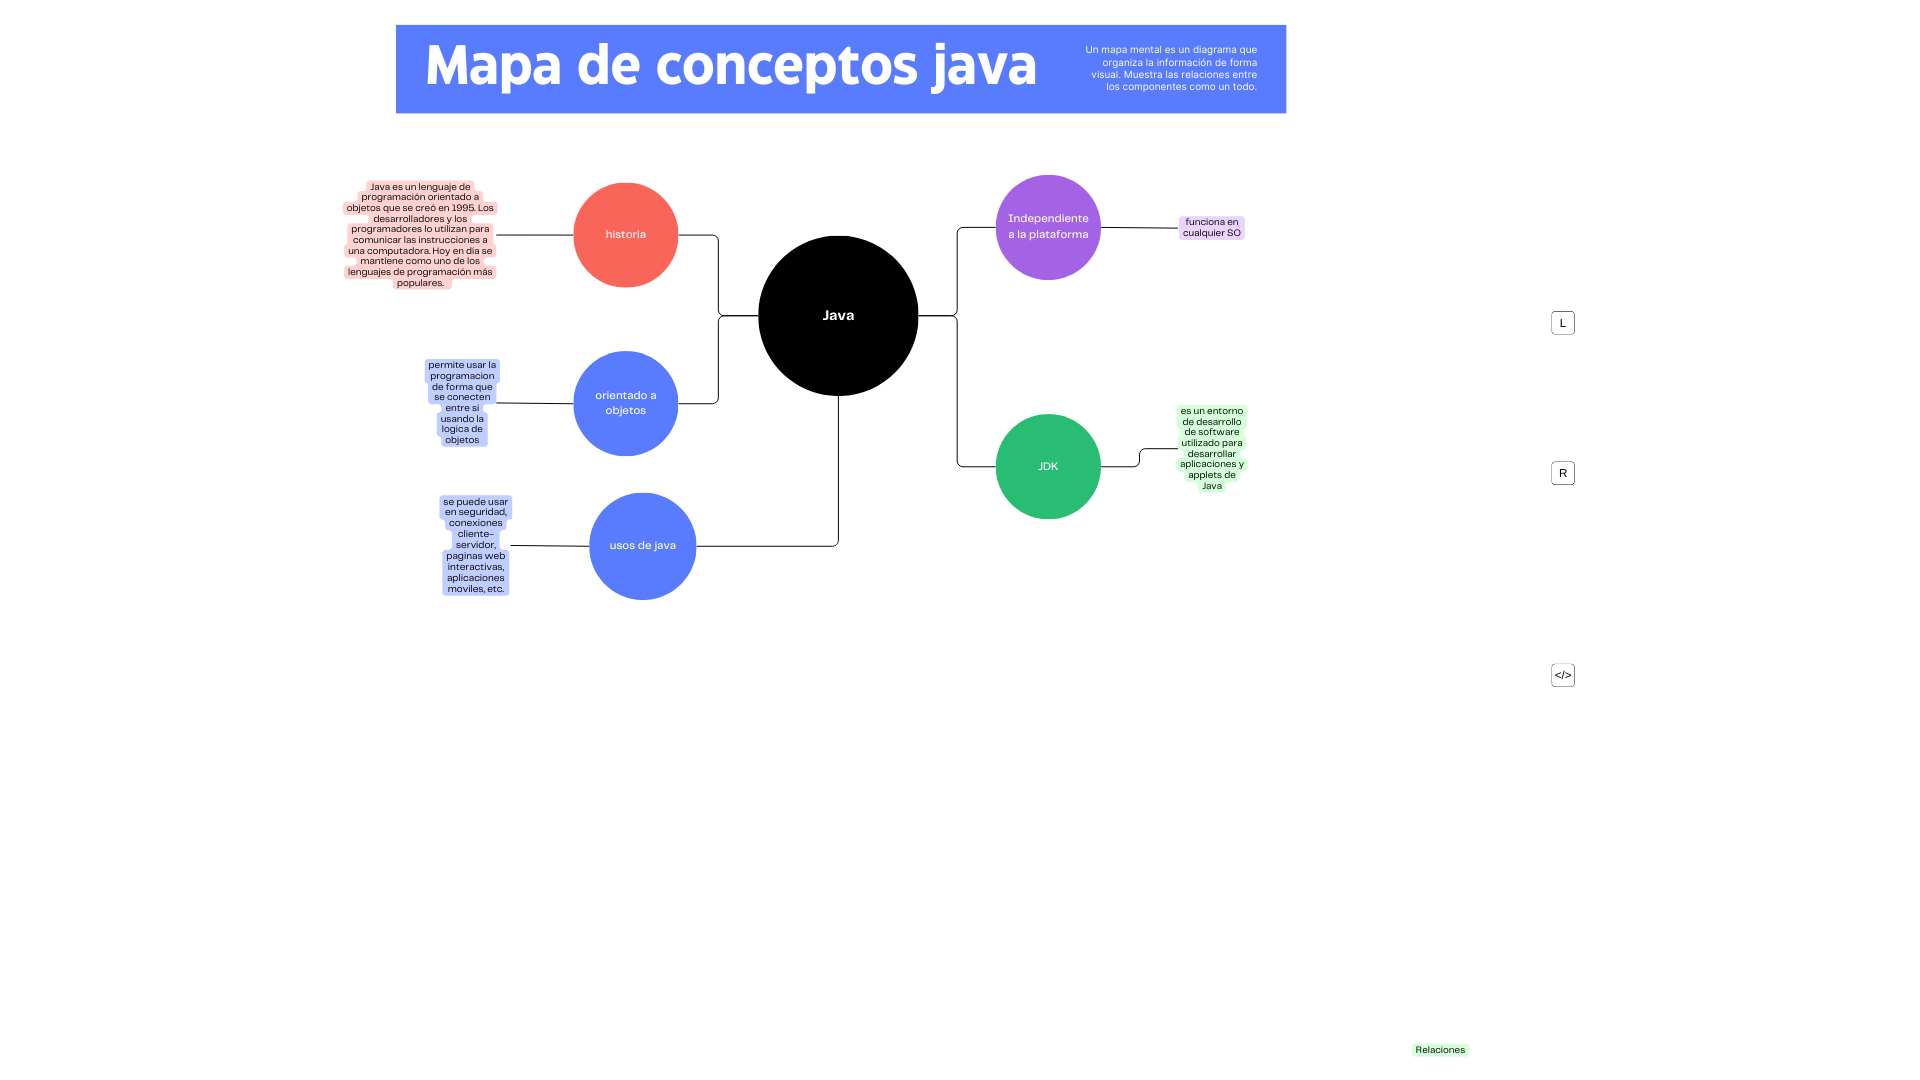 Mapa de conceptos java
Un mapa mental es un diagrama que
organiza la información de forma
visual. Muestra las relaciones entre
los componentes como un todo.
Java es un lenguaje de
programación orientado a
objetos que se creó en 1995. Los
desarrolladores y los
programadores lo utilizan para
comunicar las instrucciones a
una computadora. Hoy en día se
mantiene como uno de los
lenguajes de programación más
populares.
historia
Java
Independiente
a la plataforma
funciona en
cualquier SO
permite usar la
programacion
de forma que
se conecten
entre si
usando la
logica de
objetos
orientado a
objetos
JDK
es un entorno
de desarrollo
de software
utilizado para
desarrollar
aplicaciones y
applets de
Java
se puede usar
en seguridad,
conexiones
cliente-
servidor,
paginas web
interactivas,
aplicaciones
moviles, etc.
usos de java
L
R
</>
Relaciones